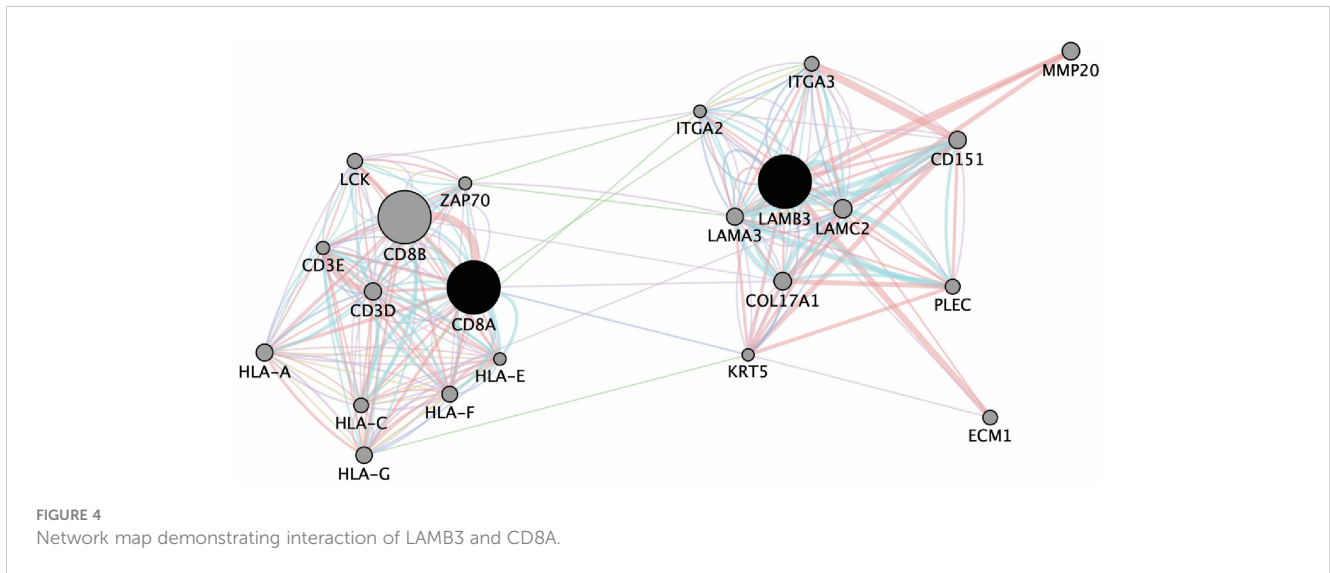 MMP20
ITGA3
ITGA2
CD151
LCK
ZAP70
LAMB3
LAMC2
LAMA3
CD8B
CD3E
CD3D
CD8A
COL17A1
PLEC
HLA-A
HLA-E
KRT5
HLA-F
HLA-C
ECM1
HLA-G
FIGURE 4
Network map demonstrating interaction of LAMB3 and CD8A.